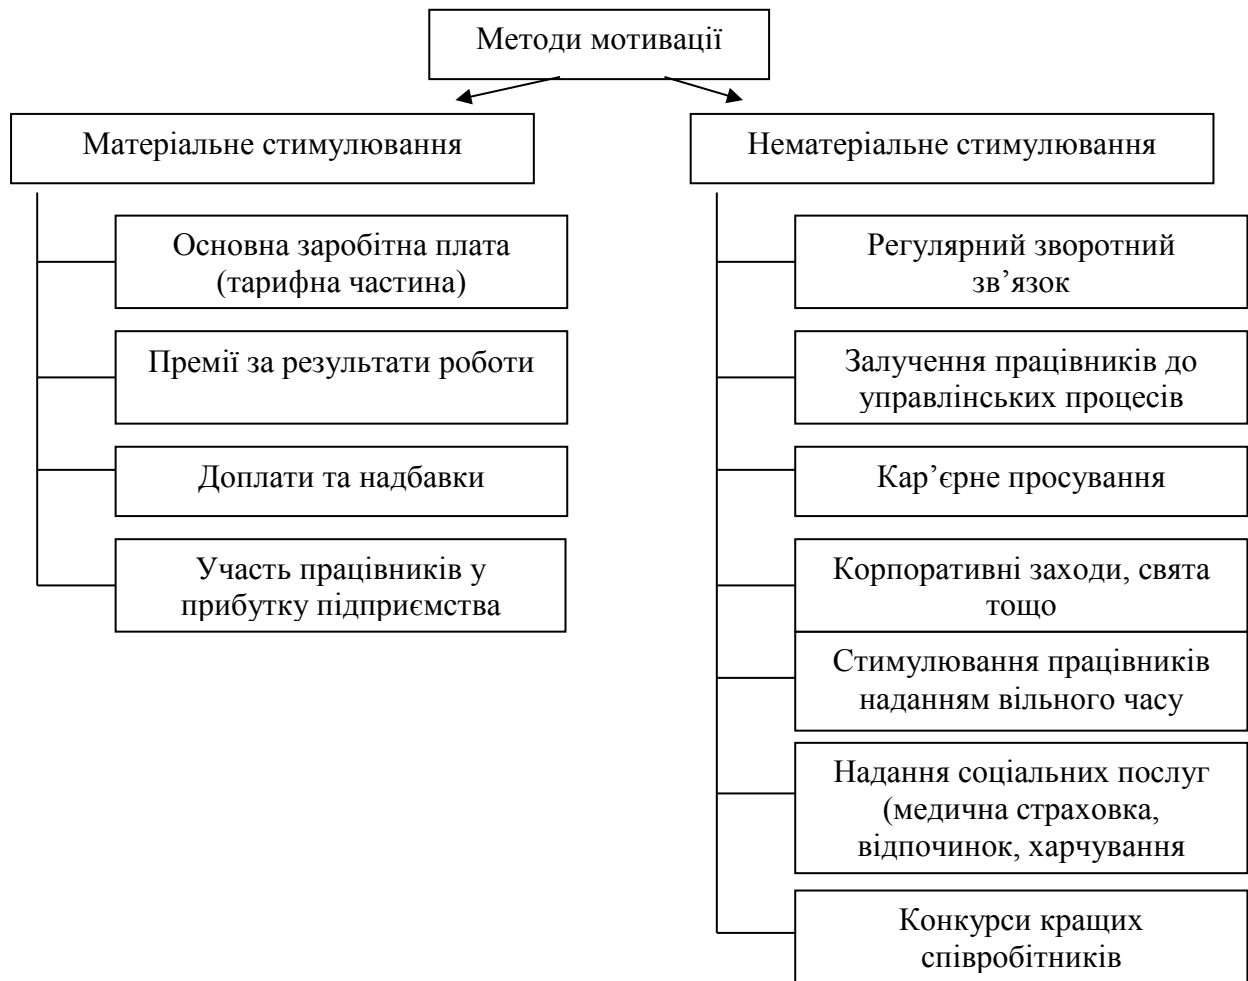 Методи мотивації
Матеріальне стимулювання
Основна заробітна плата
(тарифна частина)
Премії за результати роботи
Доплати та надбавки
Участь працівників у
прибутку підприємства
Нематеріальне стимулювання
Регулярний зворотний
зв’язок
Залучення працівників до
управлінських процесів
Кар’єрне просування
Корпоративні заходи, свята
тощо
Стимулювання працівників
наданням вільного часу
Надання соціальних послуг
(медична страховка,
відпочинок, харчування
Конкурси кращих
співробітників